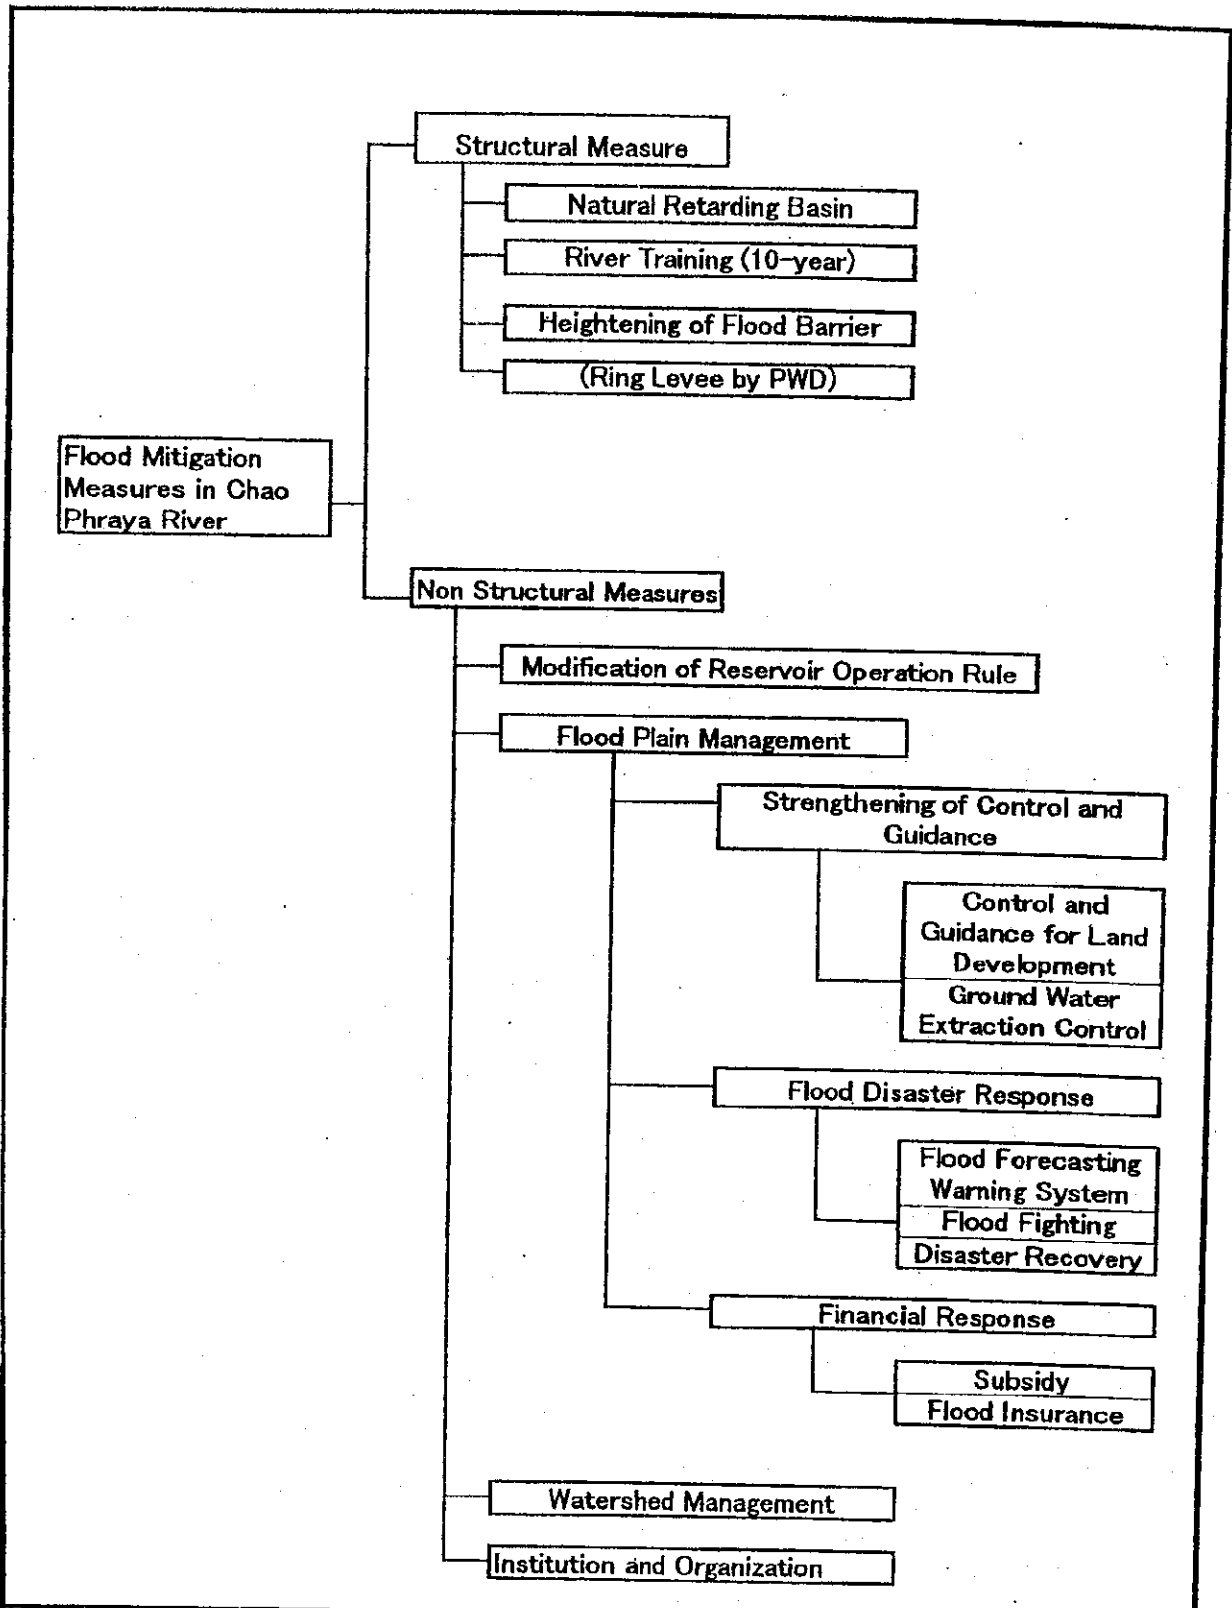 Structural Measure
Natural Retarding Basin
River Training (10-year)
Heightening of Flood Barrier
(Ring Levee by PWD)
Flood Mitigation
Measures in Chao
Phraya River
Non Structural Measures
Modification of Reservoir Operation Rule
Flood Plain Management
Strengthening of Control and
Guidance
Control and
Guidance for Land
Development
Ground Water
Extraction Control
Flood Disaster Response
Flood Forecasting
Warning System
Flood Fighting
Disaster Recovery
Financial Response
Subsidy
Flood Insurance
Watershed Management
Institution and Organization